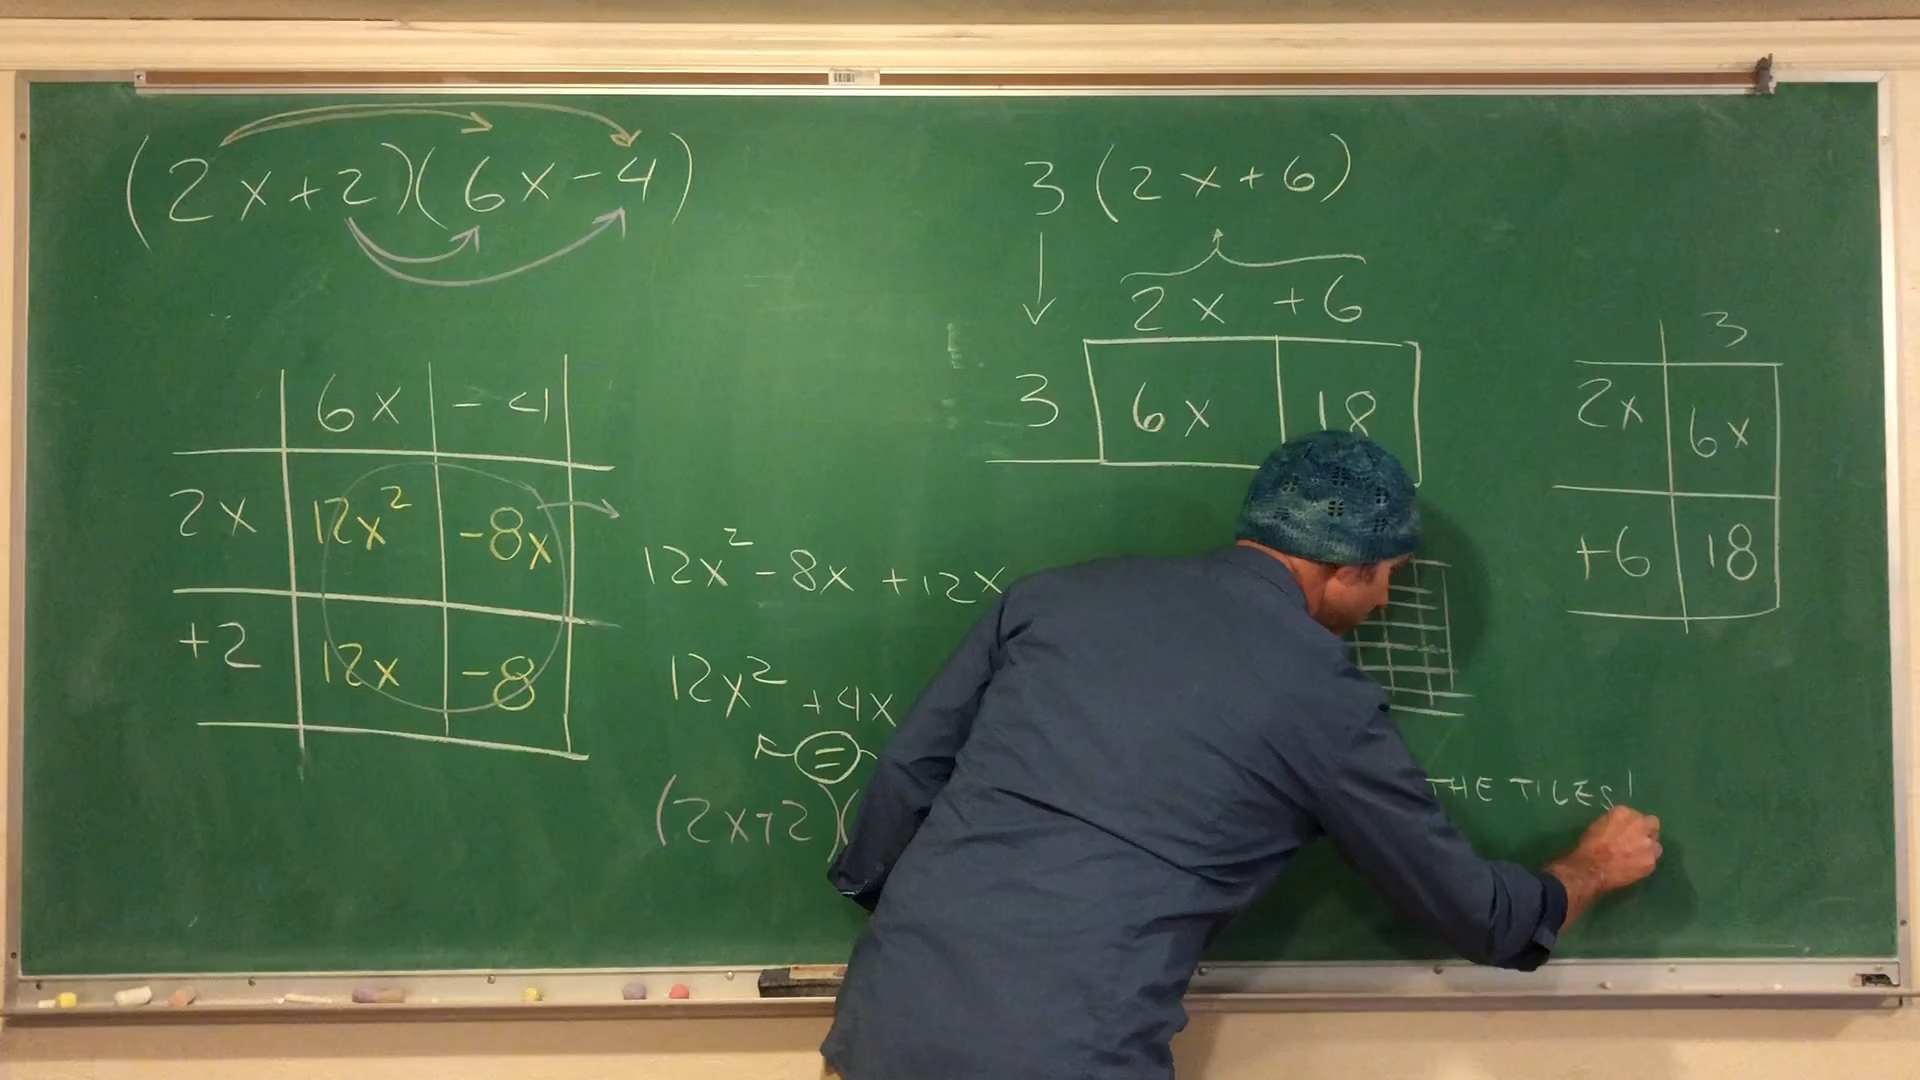 (2x+2)(6x-4)
6x -4
2x 12x² -8x
+2 12x -8
12x² -8x +12x
12x² +4x
=
(2x+2)(
3(2x+6)
2x +6
3 6x 18
3
2x 6x
+6 18
THE TILES!